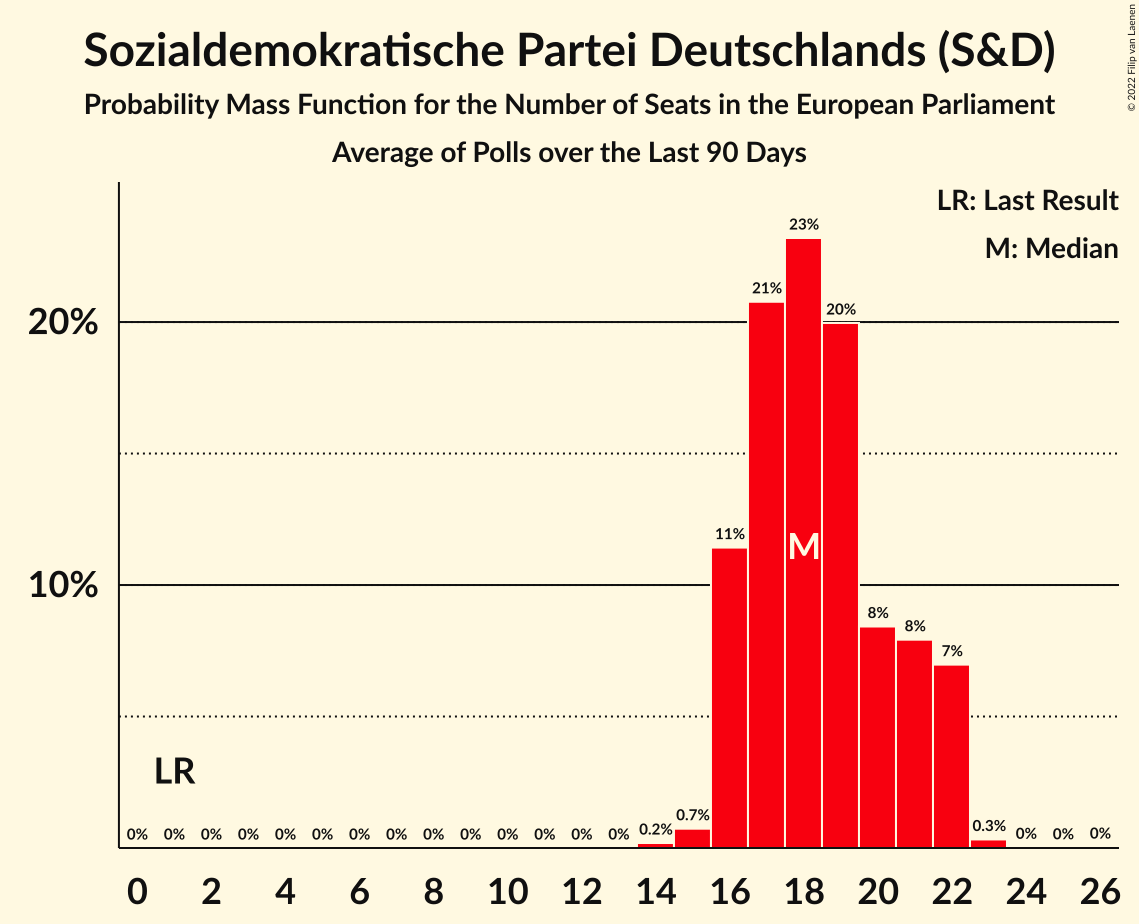 Sozialdemokratische Partei Deutschlands (S&D)
Probability Mass Function for the Number of Seats in the European Parliament
Average of Polls over the Last 90 Days
© 2022 Filip van Laenen
LR: Last Result
M: Median
20%
10%
23%
21%
20%
11%
M
8%
8%
7%
LR
0% 0% 0% 0% 0% 0% 0% 0% 0% 0% 0% 0% 0% 0% 0.2% 0.7% 0.3% 0% 0% 0%
0 2 4 6 8 10 12 14 16 18 20 22 24 26